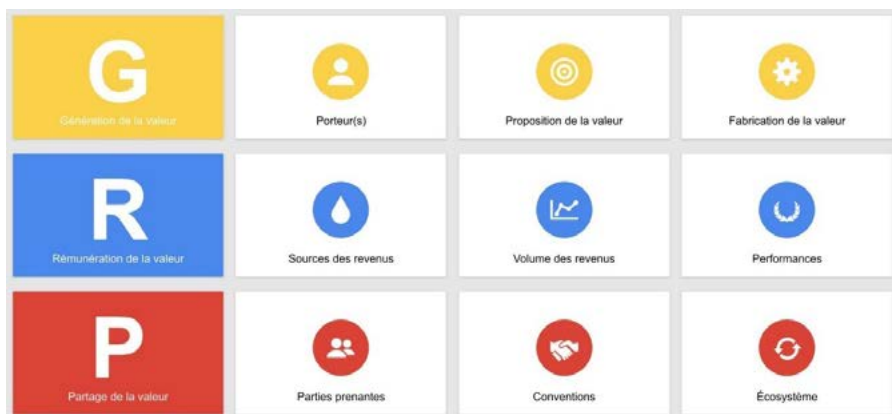 G
Génération de la valeur
Porteur(s)
Proposition de la valeur
Fabrication de la valeur
R
Rémunération de la valeur
Sources des revenus
Volume des revenus
Performances
P
Partage de la valeur
Parties prenantes
Conventions
Écosystème